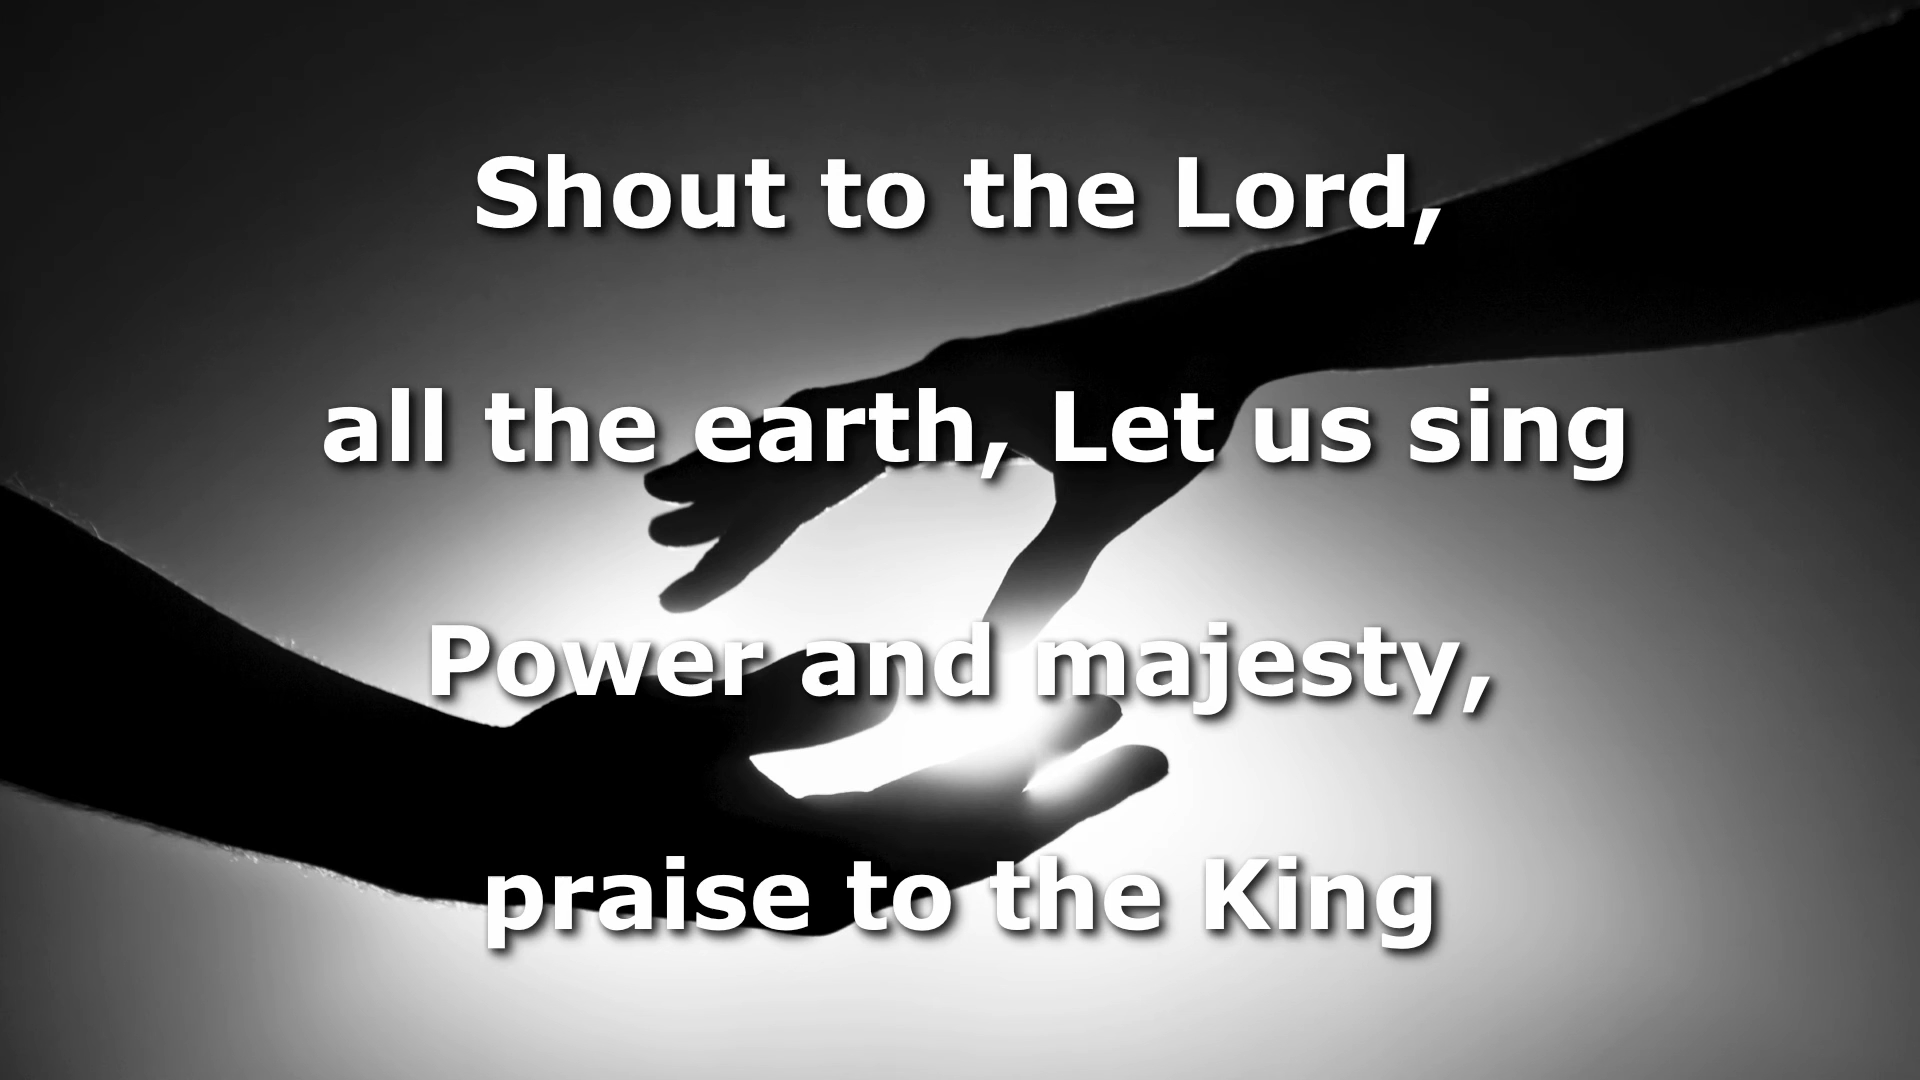 Shout to the Lord,
all the earth, Let us sing
Power and majesty,
praise to the King